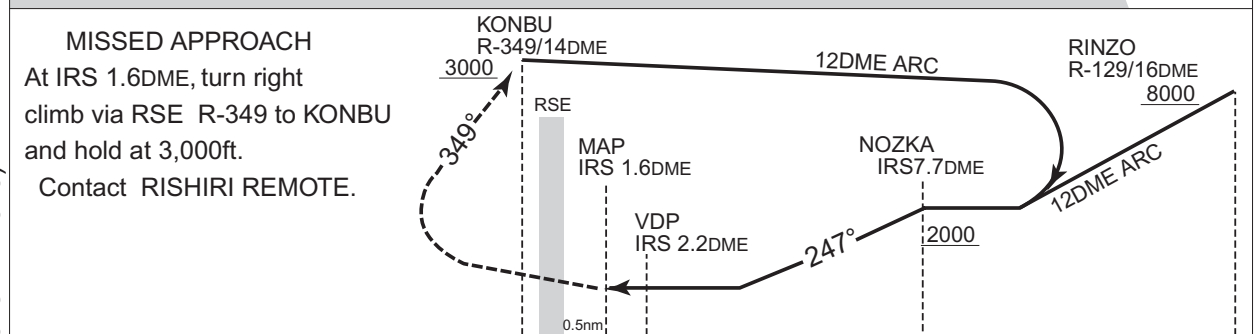 MISSED APPROACH
At IRS 1.6DME, turn right
climb via RSE R-349 to KONBU
and hold at 3,000ft.
Contact RISHIRI REMOTE.
KONBU
R-349/14DME
3000
12DME ARC
RINZO
R-129/16DME
8000
RSE
349°
MAP
IRS 1.6DME
NOZKA
IRS7.7DME
12DME ARC
VDP
IRS 2.2DME
247°
2000
0.5nm